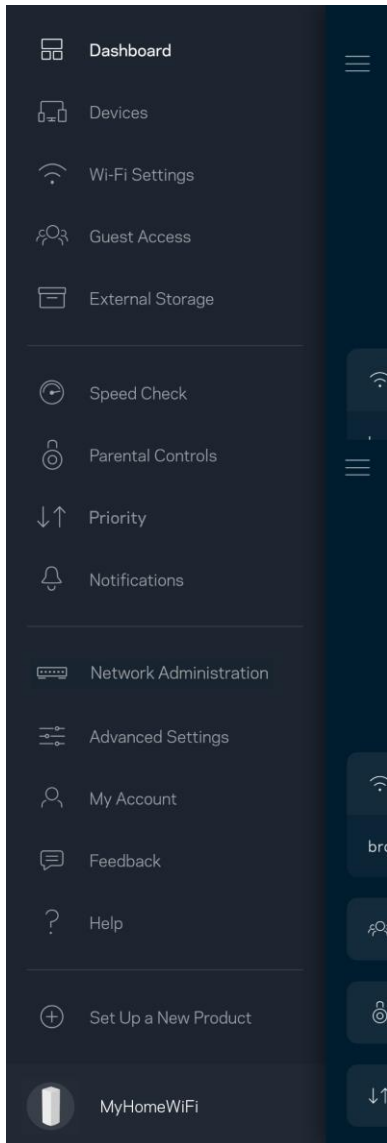 Dashboard
Devices
Wi-Fi Settings
Guest Access
External Storage
Speed Check
Parental Controls
Priority
Notifications
Network Administration
Advanced Settings
My Account
Feedback
Help
Set Up a New Product
MyHomeWiFi
bro